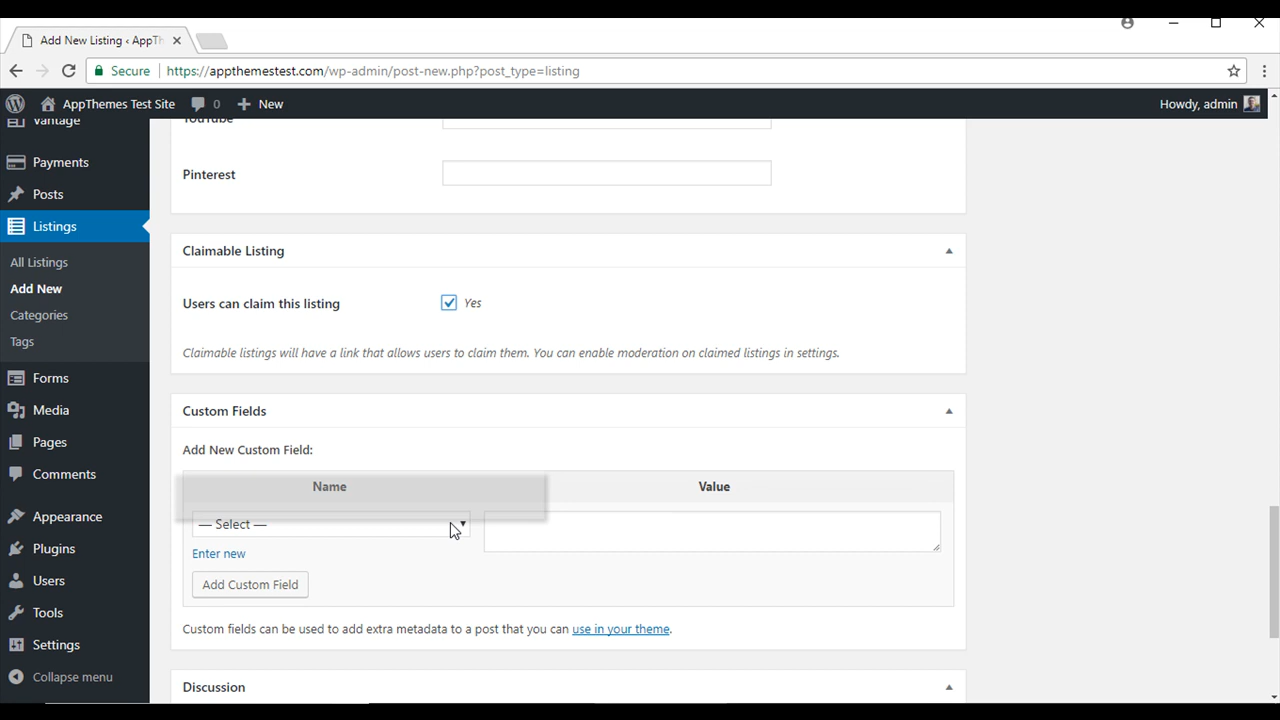 Add New Listing ‹ AppTh
Secure https://appthemestest.com/wp-admin/post-new.php?post_type=listing
AppThemes Test Site 0 New Howdy, admin
Vantage
YouTube
Payments
Pinterest
Posts
Listings
Claimable Listing
All Listings
Add New
Users can claim this listing Yes
Categories
Tags
Claimable listings will have a link that allows users to claim them. You can enable moderation on claimed listings in settings.
Forms
Media
Custom Fields
Pages
Add New Custom Field:
Comments
Name Value
Appearance
— Select —
Plugins
Enter new
Users
Add Custom Field
Tools
Custom fields can be used to add extra metadata to a post that you can use in your theme.
Settings
Collapse menu
Discussion